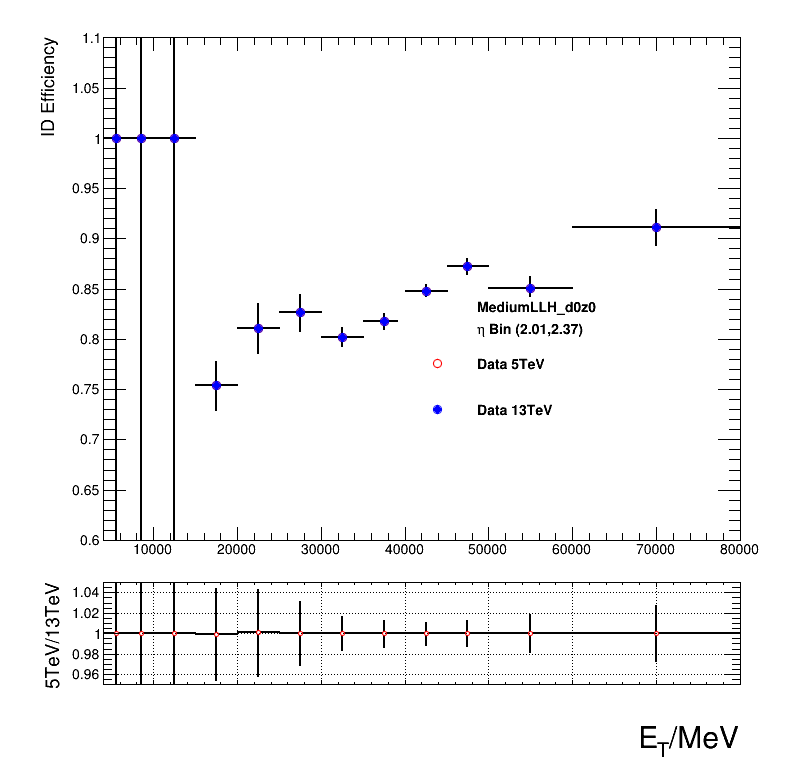 ID Efficiency
1.1
1.05
1
0.95
0.9
0.85
0.8
0.75
0.7
0.65
0.6
MediumLLH_d0z0
η Bin (2.01,2.37)
Data 5TeV
Data 13TeV
10000 20000 30000 40000 50000 60000 70000 80000
5TeV/13TeV
1.04
1.02
1
0.98
0.96
E_T/MeV